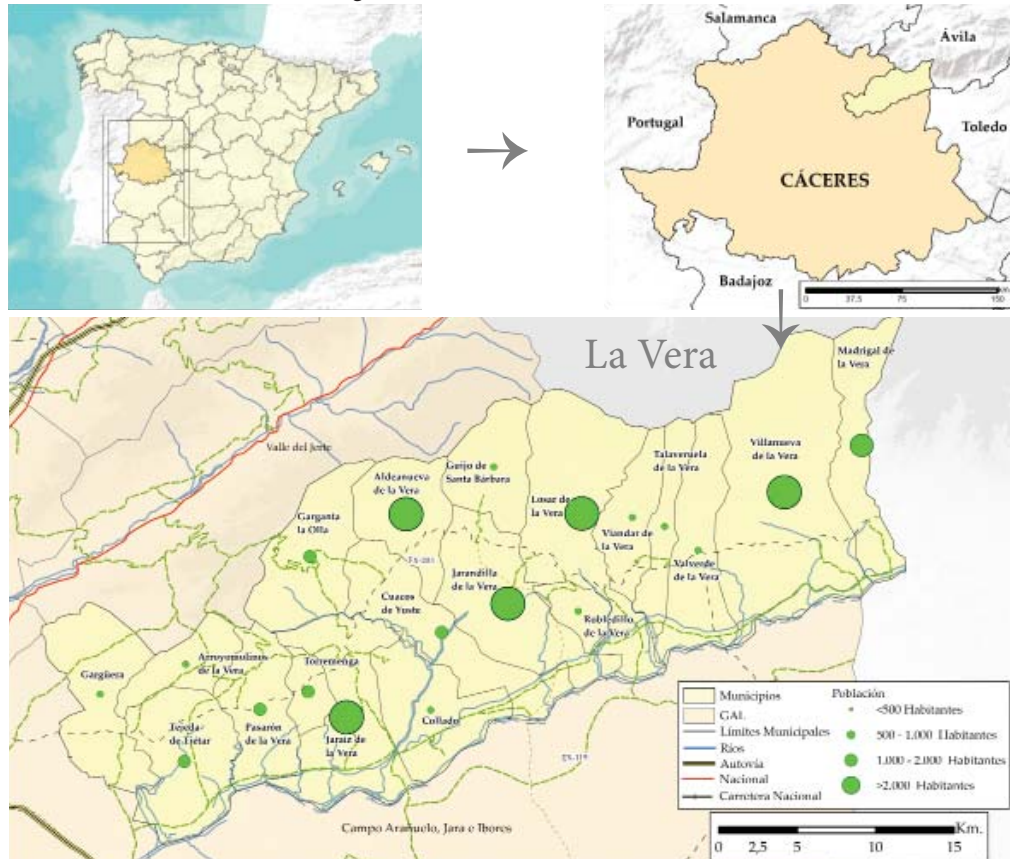 Salamanca
Ávila
Portugal
Toledo
CÁCERES
Badajoz
0 37.5 75 150
La Vera
Madrigal de
la Vera
Valle del Jerte
Villanueva
de la Vera
Talaveruela
de la Vera
Guijo de
Santa Bárbara
Aldeanueva
de la Vera
Losar de
la Vera
Garganta
la Olla
Viandar de
la Vera
Valverde
de la Vera
Jarandilla
de la Vera
Cuacos
de Yuste
Robledillo
de la Vera
Arroyomolinos
de la Vera
Torremenga
Gargüera
Tejeda
de Tiétar
Pasarón
de la Vera
Jaraíz de
la Vera
Collado
Campo Arañuelo, Jara e Ibores
Municipios
GAL
Límites Municipales
Ríos
Autovía
Nacional
Carretera Nacional
Población
<500 Habitantes
500 - 1.000 Habitantes
1.000 - 2.000 Habitantes
>2.000 Habitantes
Km.
0 2,5 5 10 15